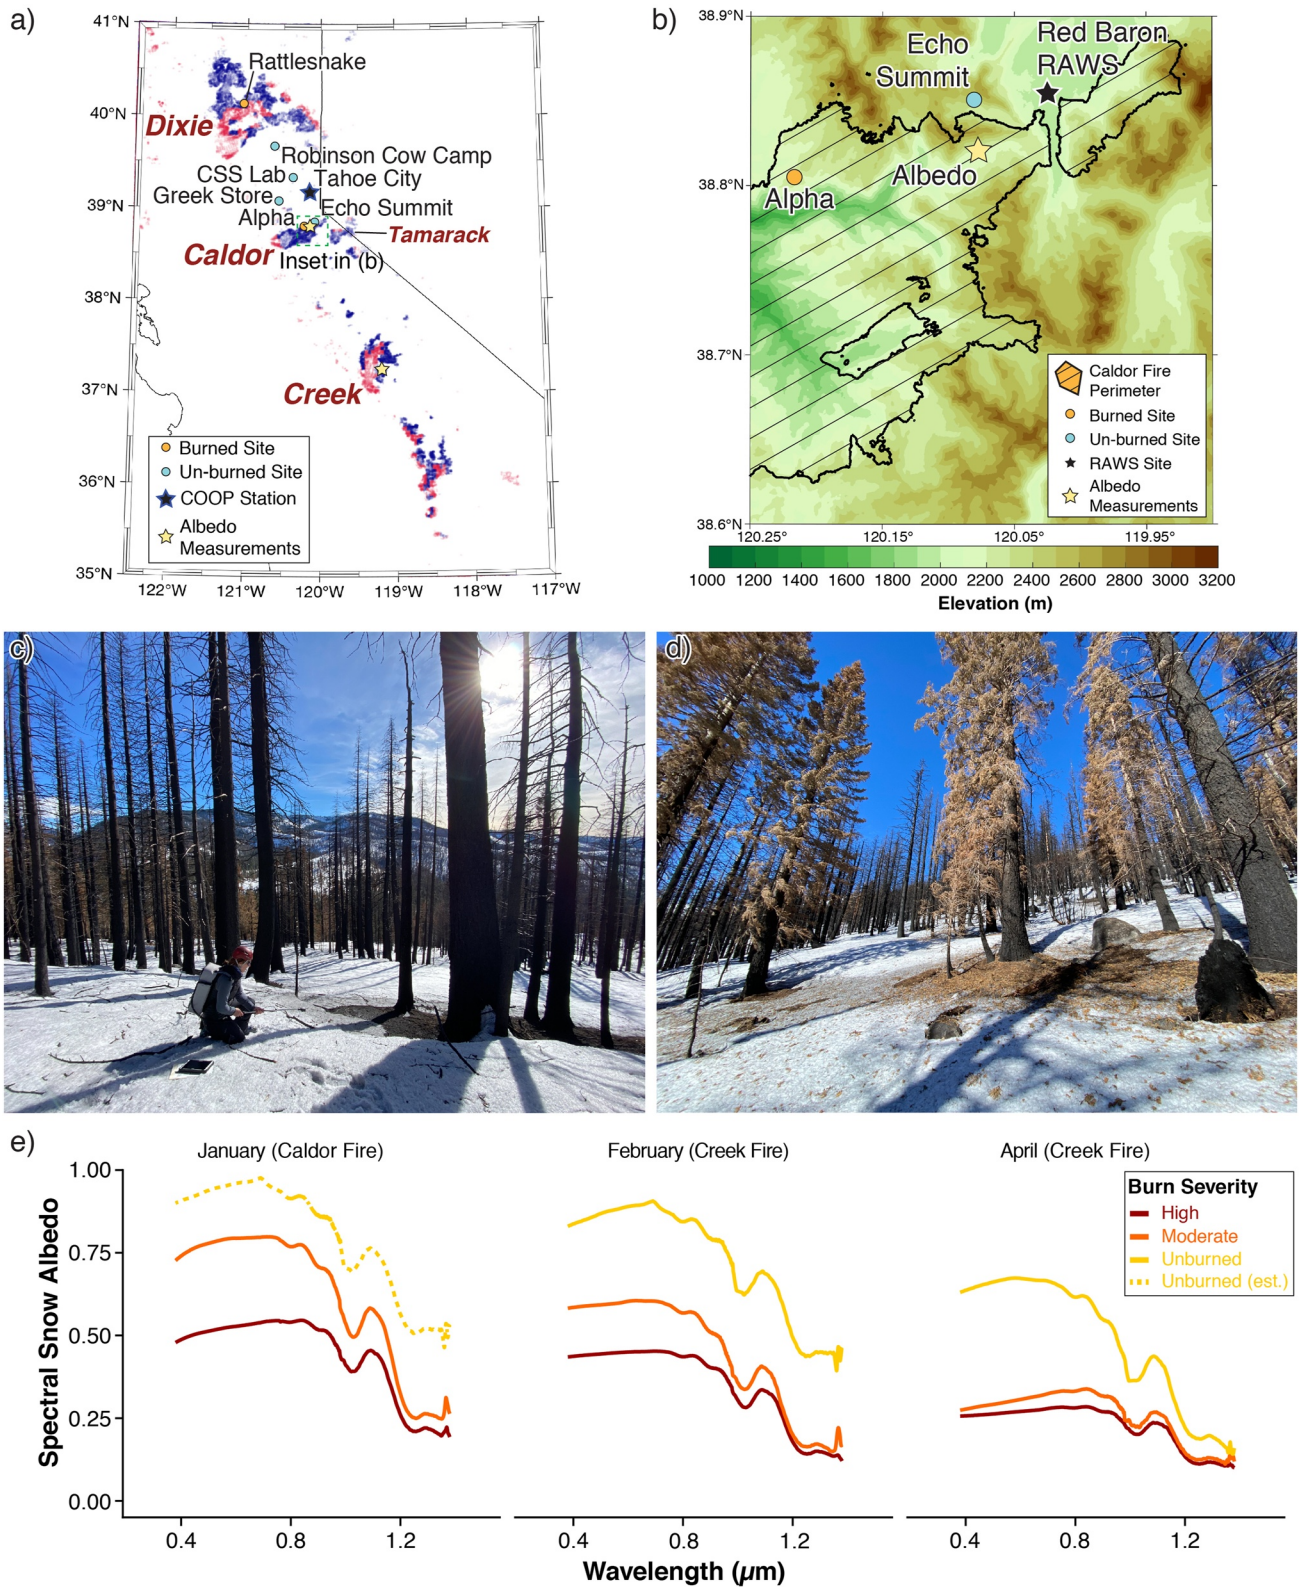 a)
41°N
40°N
39°N
38°N
37°N
36°N
35°N
122°W
121°W
120°W
119°W
118°W
117°W
Rattlesnake
Dixie
Robinson Cow Camp
CSS Lab
Tahoe City
Greek Store
Alpha
Echo Summit
Tamarack
Caldor
Inset in (b)
Creek
Burned Site
Un-burned Site
COOP Station
Albedo
Measurements
b)
38.9°N
38.8°N
38.7°N
38.6°N
120.25°
120.15°
120.05°
119.95°
Echo
Summit
Red Baron
RAWS
Albedo
Alpha
Caldor Fire
Perimeter
Burned Site
Un-burned Site
RAWS Site
Albedo
Measurements
1000 1200 1400 1600 1800 2000 2200 2400 2600 2800 3000 3200
Elevation (m)
c)
d)
e)
January (Caldor Fire)
February (Creek Fire)
April (Creek Fire)
Burn Severity
High
Moderate
Unburned
Unburned (est.)
Spectral Snow Albedo
1.00
0.75
0.50
0.25
0.00
0.4 0.8 1.2
0.4 0.8 1.2
0.4 0.8 1.2
Wavelength (μm)